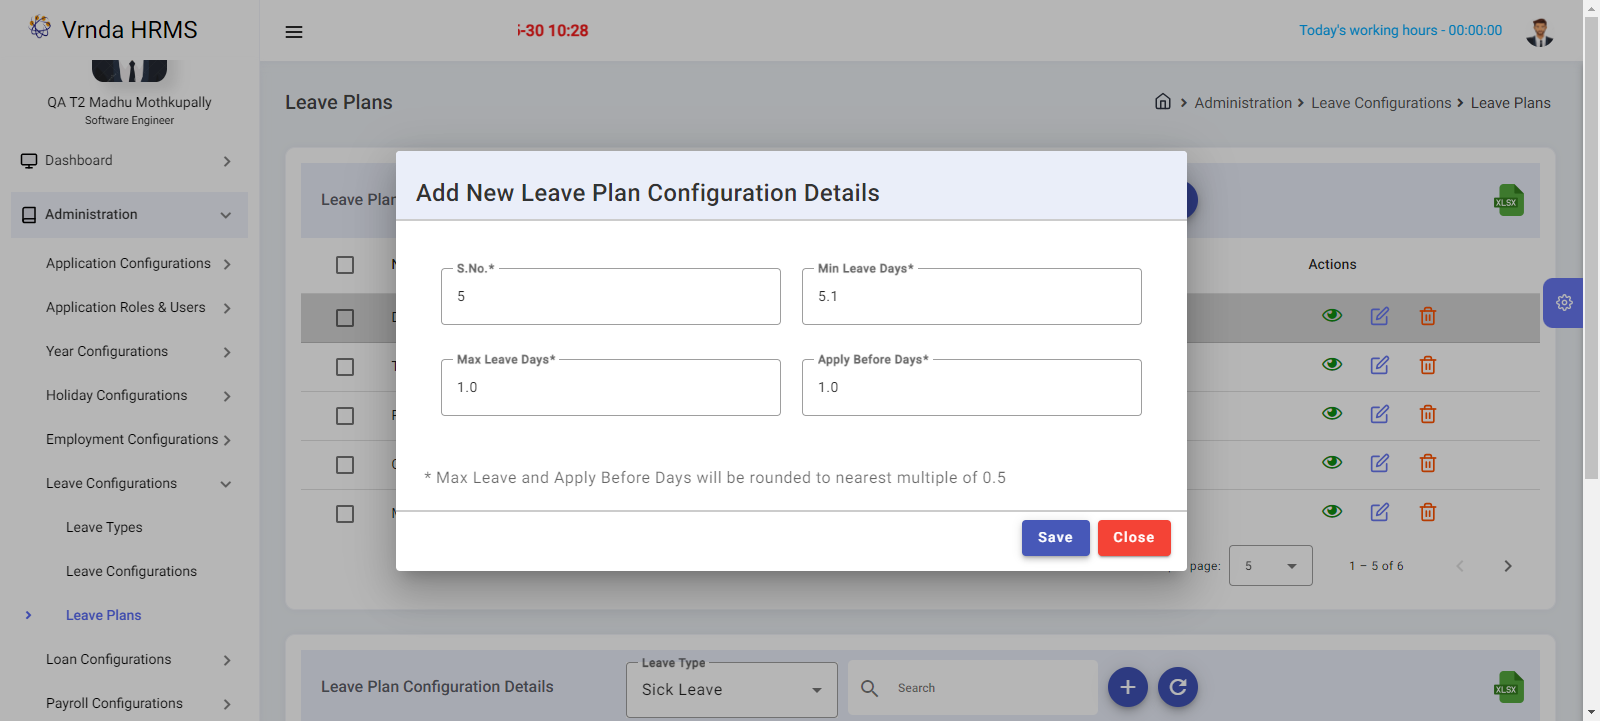 Vrnda HRMS
-30 10:28
Today's working hours - 00:00:00
QA T2 Madhu Mothkupally
Software Engineer
Dashboard
Administration
Application Configurations
Application Roles & Users
Year Configurations
Holiday Configurations
Employment Configurations
Leave Configurations
Leave Types
Leave Configurations
Leave Plans
Loan Configurations
Payroll Configurations
Leave Plans
Administration > Leave Configurations > Leave Plans
XLSX
Actions
Add New Leave Plan Configuration Details
S.No.*
5
Min Leave Days*
5.1
Max Leave Days*
1.0
Apply Before Days*
1.0
* Max Leave and Apply Before Days will be rounded to nearest multiple of 0.5
Save
Close
page:
5
1 – 5 of 6
Leave Plan Configuration Details
Leave Type
Sick Leave
Search
XLSX